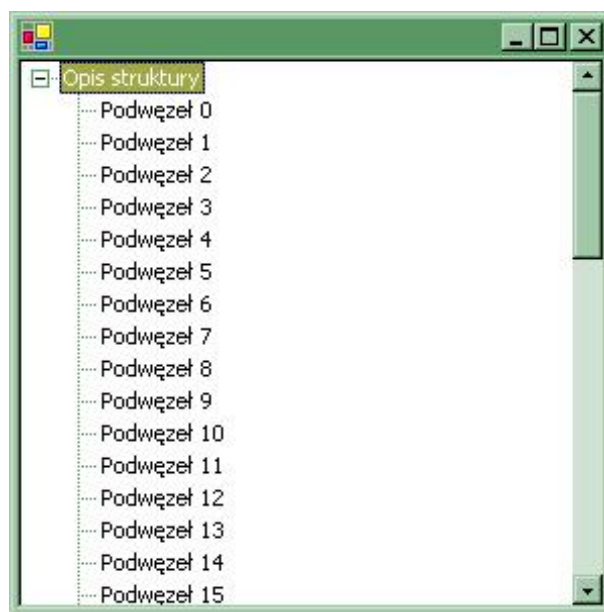 Opis struktury
Podwęzeł 0
Podwęzeł 1
Podwęzeł 2
Podwęzeł 3
Podwęzeł 4
Podwęzeł 5
Podwęzeł 6
Podwęzeł 7
Podwęzeł 8
Podwęzeł 9
Podwęzeł 10
Podwęzeł 11
Podwęzeł 12
Podwęzeł 13
Podwęzeł 14
Podwęzeł 15